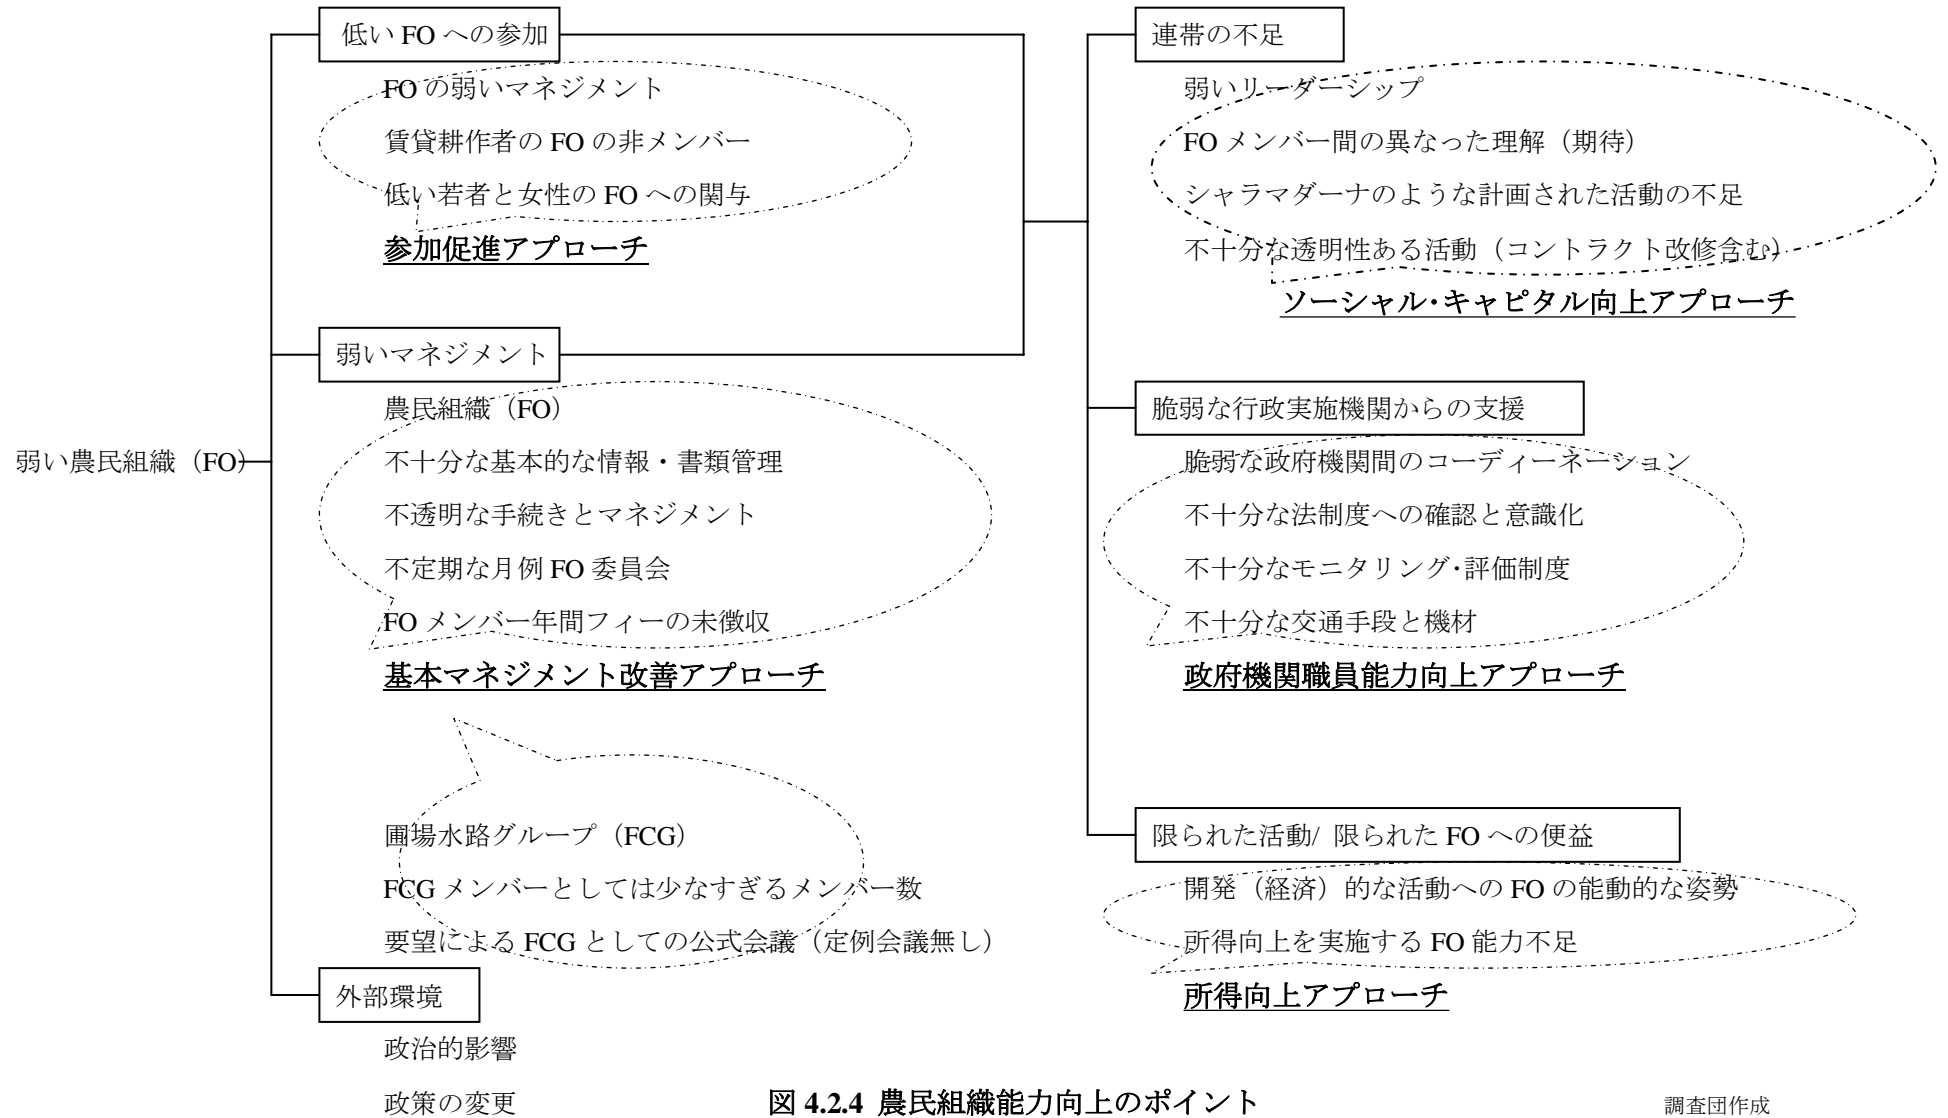 弱い農民組織（FO）
低い FO への参加
FO の弱いマネジメント
賃貸耕作者の FO の非メンバー
低い若者と女性の FO への関与
参加促進アプローチ
弱いマネジメント
農民組織（FO）
不十分な基本的な情報・書類管理
不透明な手続きとマネジメント
不定期な月例 FO 委員会
FO メンバー年間フィーの未徴収
基本マネジメント改善アプローチ
圃場水路グループ（FCG）
FCG メンバーとしては少なすぎるメンバー数
要望による FCG としての公式会議（定例会議無し）
外部環境
政治的影響
政策の変更
連帯の不足
弱いリーダーシップ
FO メンバー間の異なった理解（期待）
シャラマダーナのような計画された活動の不足
不十分な透明性ある活動（コントラクト改修含む）
ソーシャル・キャピタル向上アプローチ
脆弱な行政実施機関からの支援
脆弱な政府機関間のコーディーネーション
不十分な法制度への確認と意識化
不十分なモニタリング・評価制度
不十分な交通手段と機材
政府機関職員能力向上アプローチ
限られた活動/ 限られた FO への便益
開発（経済）的な活動への FO の能動的な姿勢
所得向上を実施する FO 能力不足
所得向上アプローチ
図 4.2.4 農民組織能力向上のポイント
調査団作成